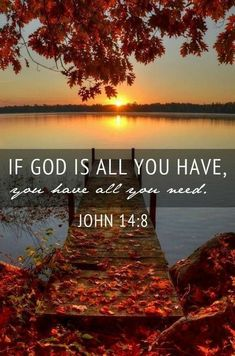 IF GOD IS ALL YOU HAVE,
you have all you need.
JOHN 14:8